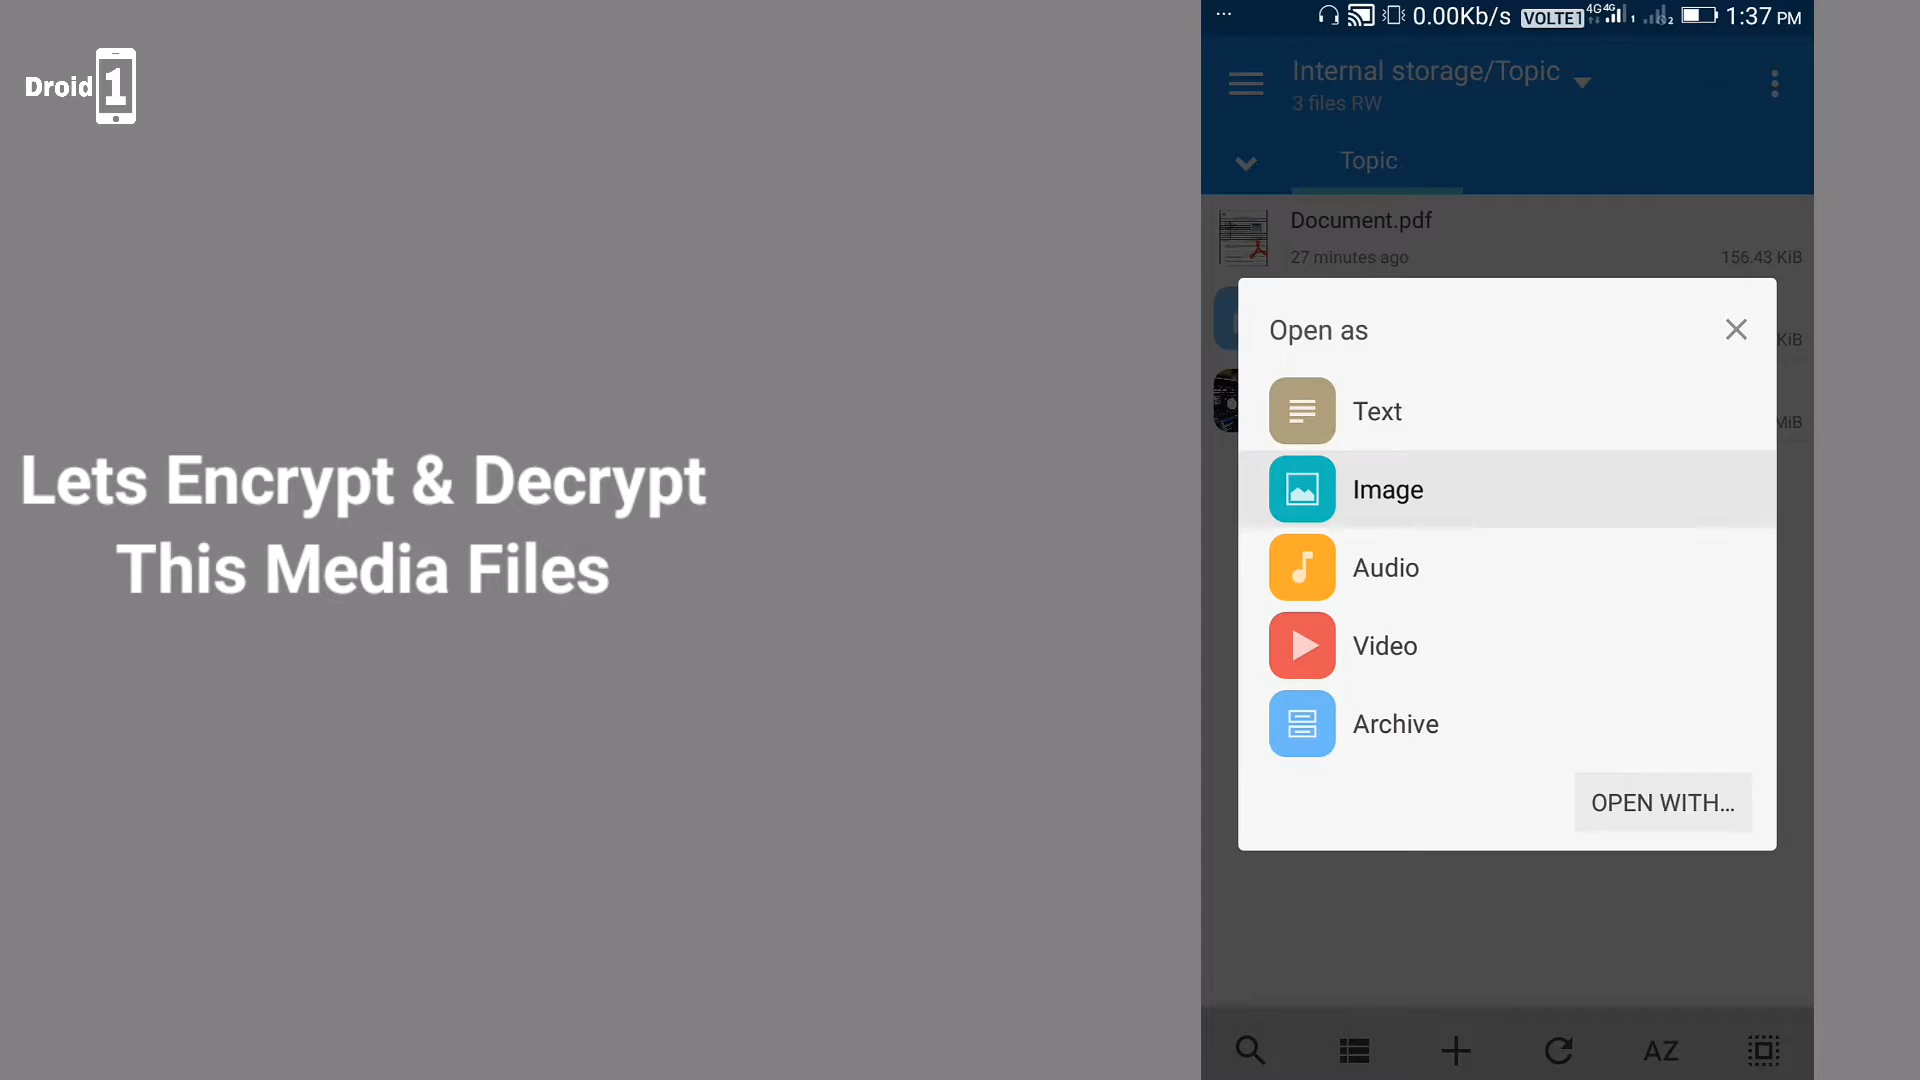 Droid 1
Lets Encrypt & Decrypt
This Media Files
... 0.00Kb/s VOLTE1 4G 4G 1 2 1:37 PM
Internal storage/Topic
3 files RW
Topic
Document.pdf
27 minutes ago 156.43 KiB
KiB
MiB
Open as
Text
Image
Audio
Video
Archive
OPEN WITH...
AZ